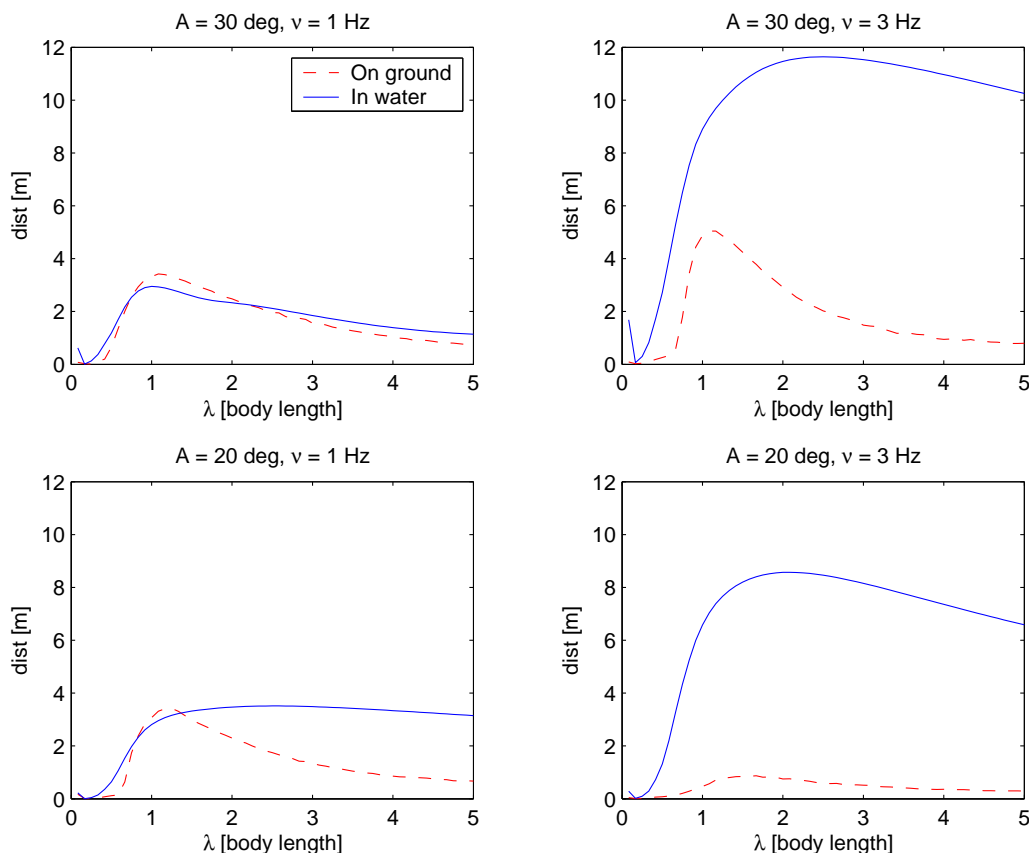 A = 30 deg, ν = 1 Hz
12
10
8
6
4
2
0
dist [m]
On ground
In water
0 1 2 3 4 5
λ [body length]
A = 30 deg, ν = 3 Hz
12
10
8
6
4
2
0
dist [m]
0 1 2 3 4 5
λ [body length]
A = 20 deg, ν = 1 Hz
12
10
8
6
4
2
0
dist [m]
0 1 2 3 4 5
λ [body length]
A = 20 deg, ν = 3 Hz
12
10
8
6
4
2
0
dist [m]
0 1 2 3 4 5
λ [body length]